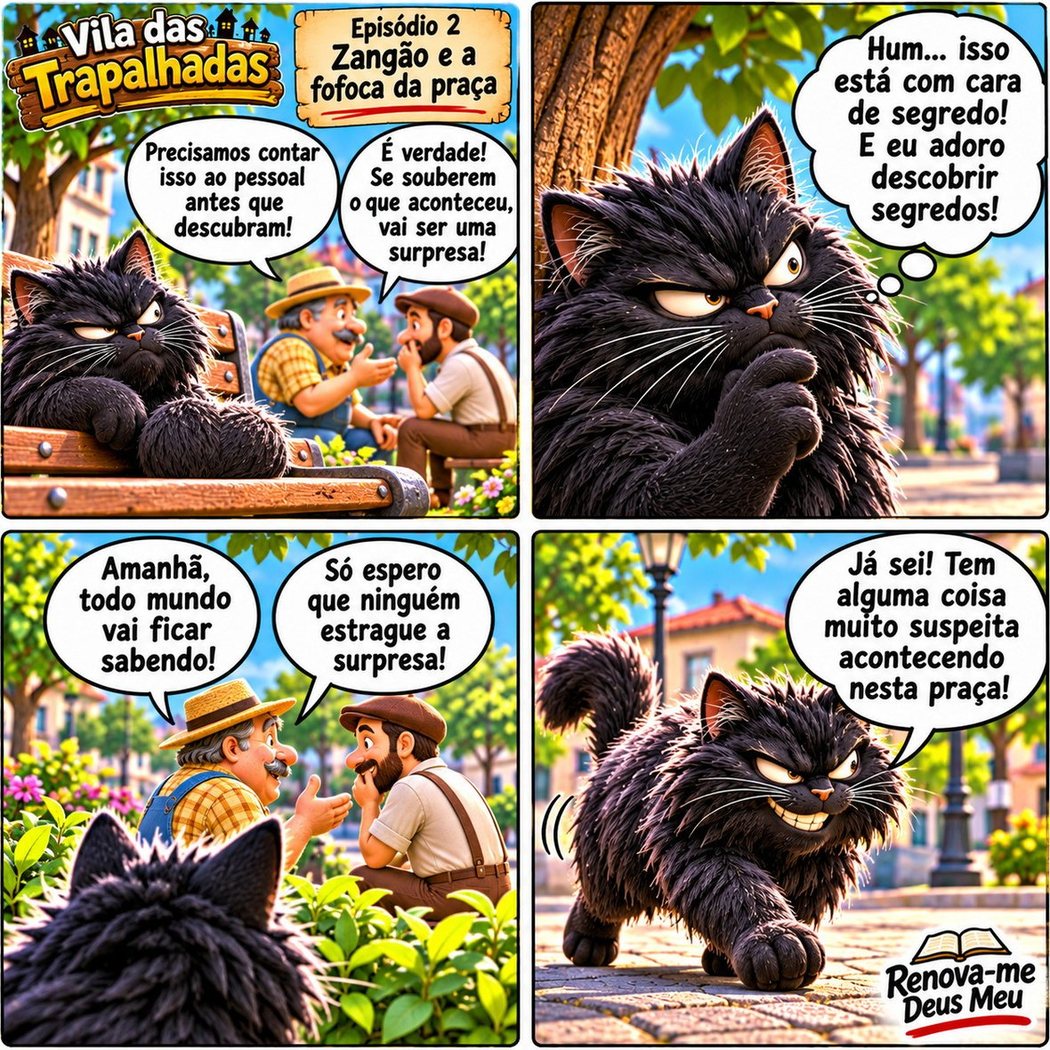 Vila das
Trapalhadas
Episódio 2
Zangão e a
fofoca da praça
Precisamos contar
isso ao pessoal
antes que
descubram!
É verdade!
Se souberem
o que aconteceu,
vai ser uma
surpresa!
Hum... isso
está com cara
de segredo!
E eu adoro
descobrir
segredos!
Amanhã,
todo mundo
vai ficar
sabendo!
Só espero
que ninguém
estrague a
surpresa!
Já sei! Tem
alguma coisa
muito suspeita
acontecendo
nesta praça!
Renova-me
Deus Meu